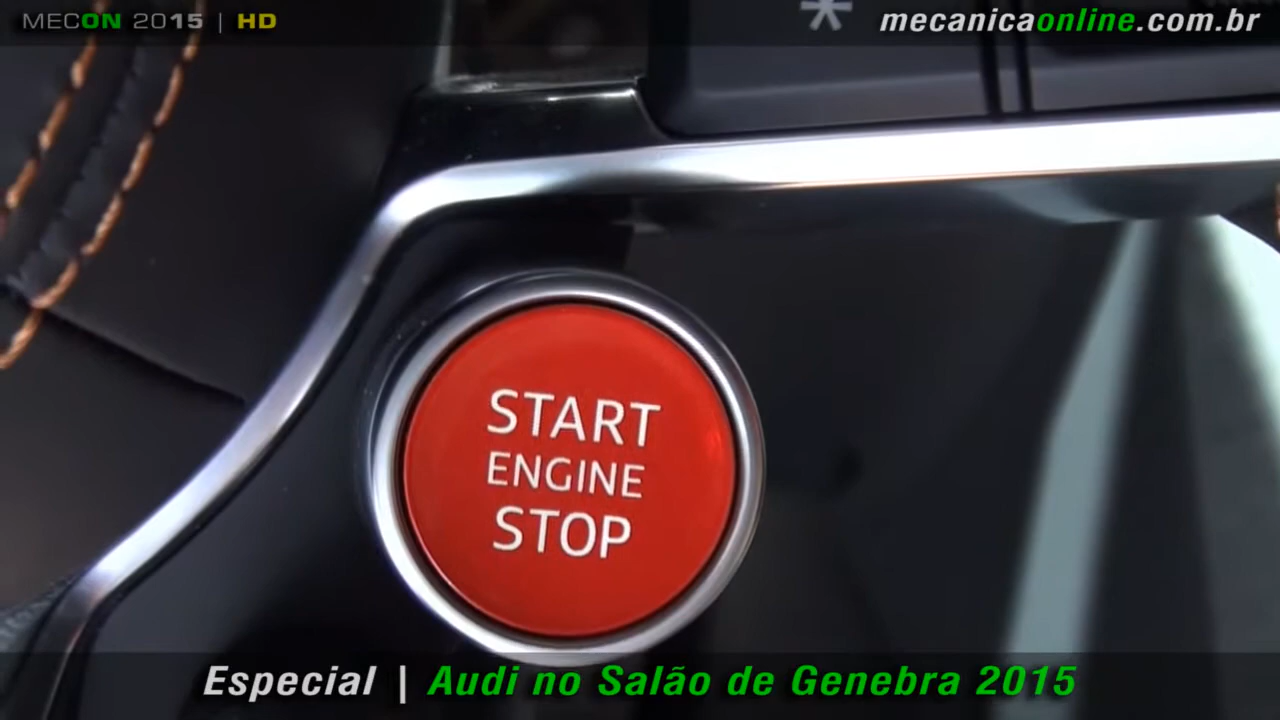 MECON 2015 | HD
mecanicaonline.com.br
START
ENGINE
STOP
Especial | Audi no Salão de Genebra 2015